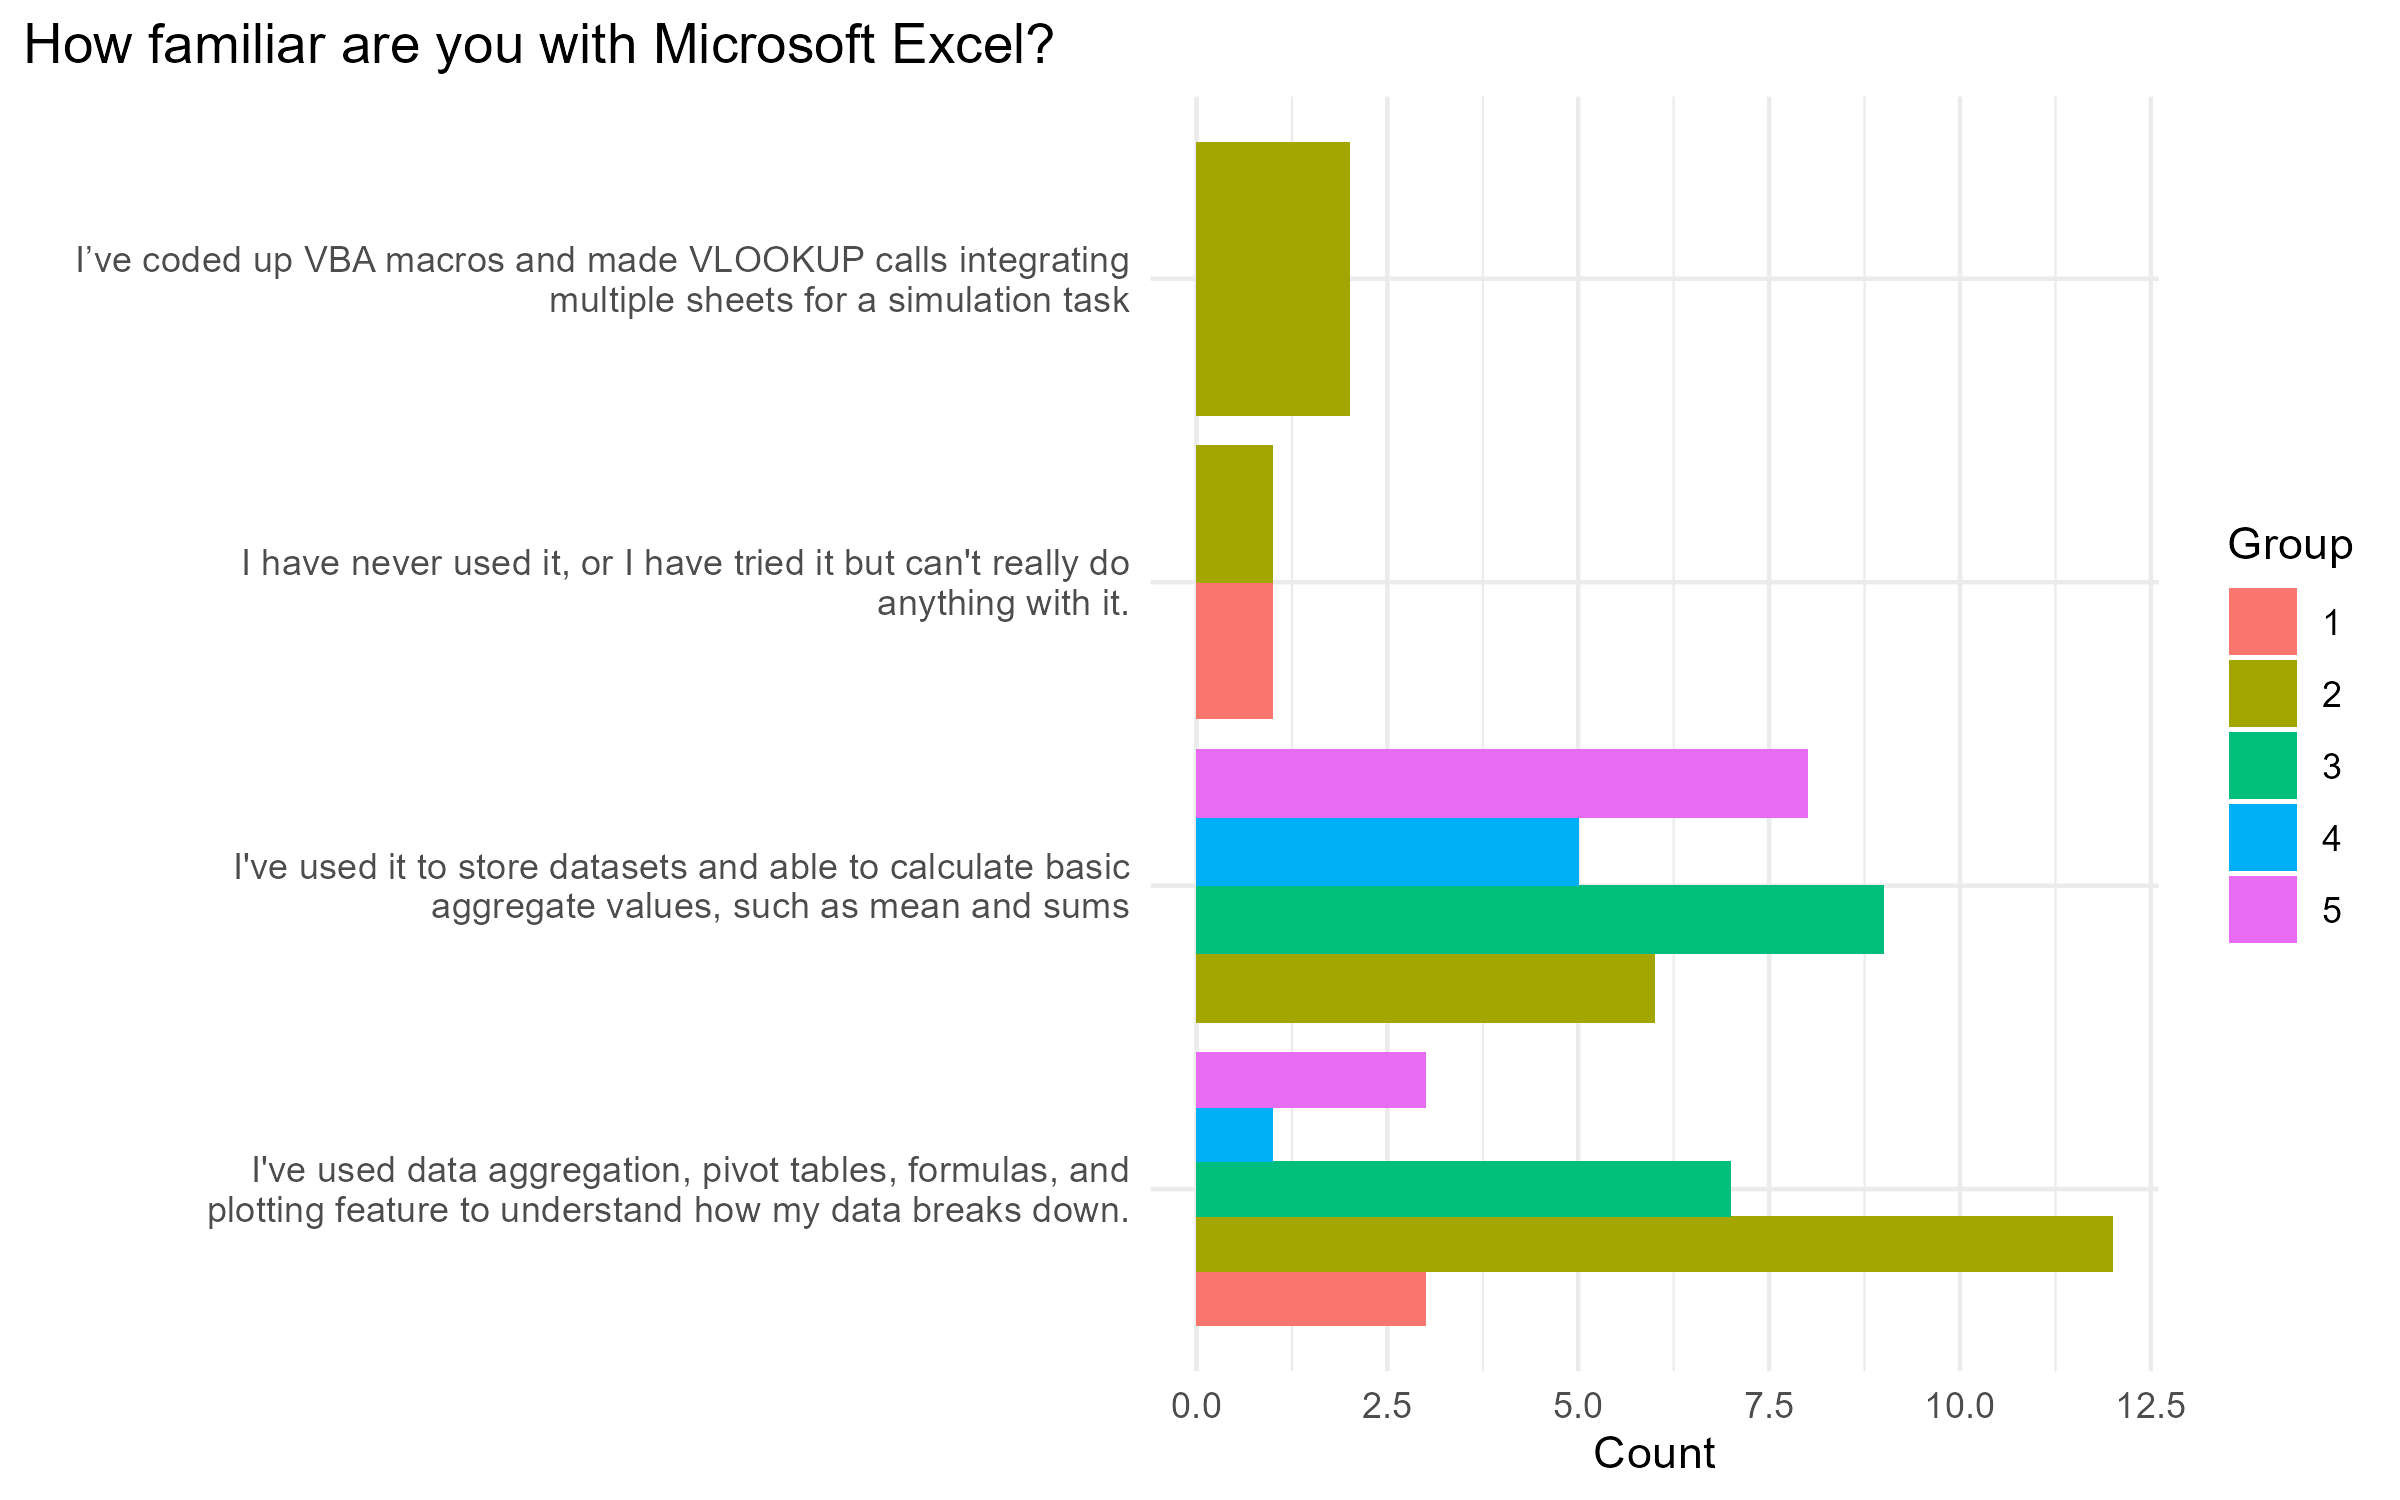 How familiar are you with Microsoft Excel?
I’ve coded up VBA macros and made VLOOKUP calls integrating
multiple sheets for a simulation task
I have never used it, or I have tried it but can't really do
anything with it.
I've used it to store datasets and able to calculate basic
aggregate values, such as mean and sums
I've used data aggregation, pivot tables, formulas, and
plotting feature to understand how my data breaks down.
0.0 2.5 5.0 7.5 10.0 12.5
Count
Group
1
2
3
4
5